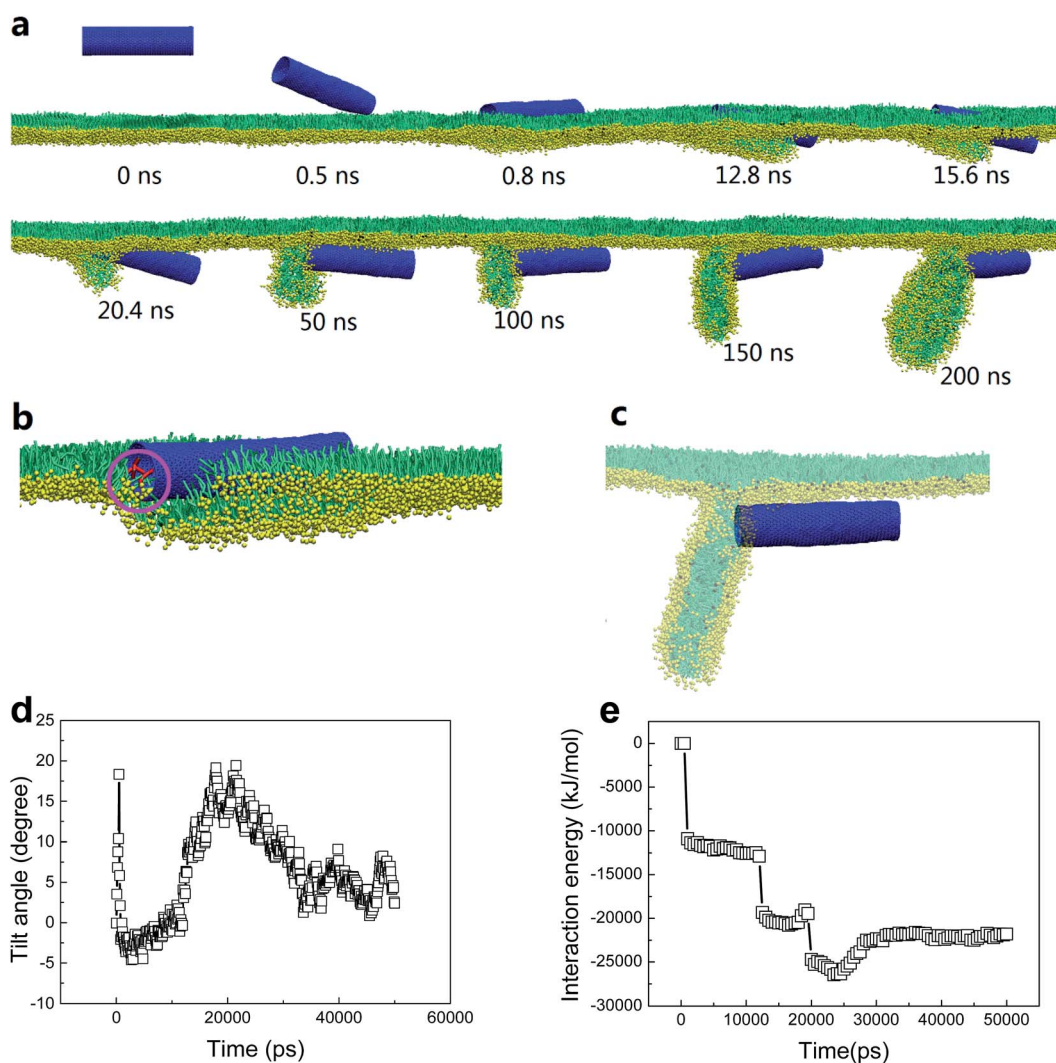 a
0 ns
0.5 ns
0.8 ns
12.8 ns
15.6 ns
20.4 ns
50 ns
100 ns
150 ns
200 ns
b
c
d
25
20
15
10
5
0
-5
-10
0
20000
40000
60000
Tilt angle (degree)
Time (ps)
e
0
-5000
-10000
-15000
-20000
-25000
-30000
0
10000
20000
30000
40000
50000
Interaction energy (kJ/mol)
Time(ps)